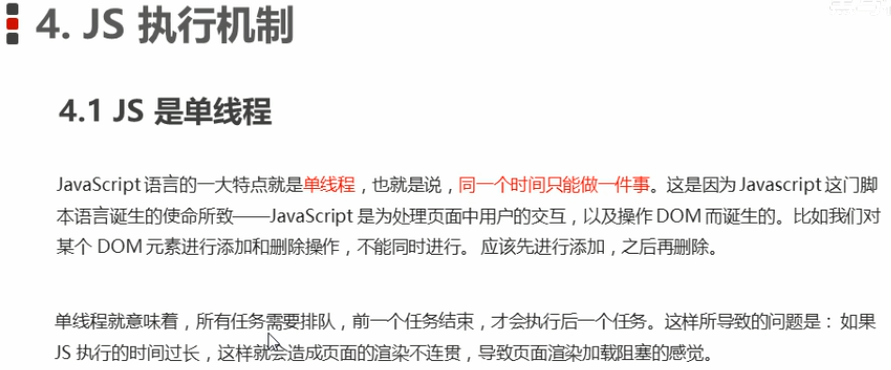 4. JS 执行机制
4.1 JS 是单线程
JavaScript 语言的一大特点就是单线程，也就是说，同一个时间只能做一件事。这是因为 Javascript 这门脚
本语言诞生的使命所致——JavaScript 是为处理页面中用户的交互，以及操作 DOM 而诞生的。比如我们对
某个 DOM 元素进行添加和删除操作，不能同时进行。 应该先进行添加，之后再删除。
单线程就意味着，所有任务需要排队，前一个任务结束，才会执行后一个任务。这样所导致的问题是： 如果
JS 执行的时间过长，这样就会造成页面的渲染不连贯，导致页面渲染加载阻塞的感觉。